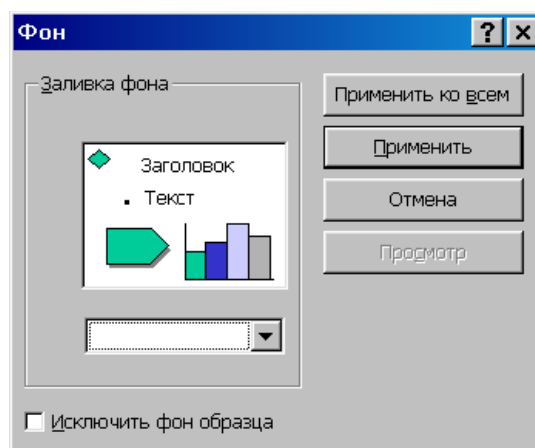 Фон
Заливка фона
Заголовок
Текст
Применить ко всем
Применить
Отмена
Просмотр
Исключить фон образца